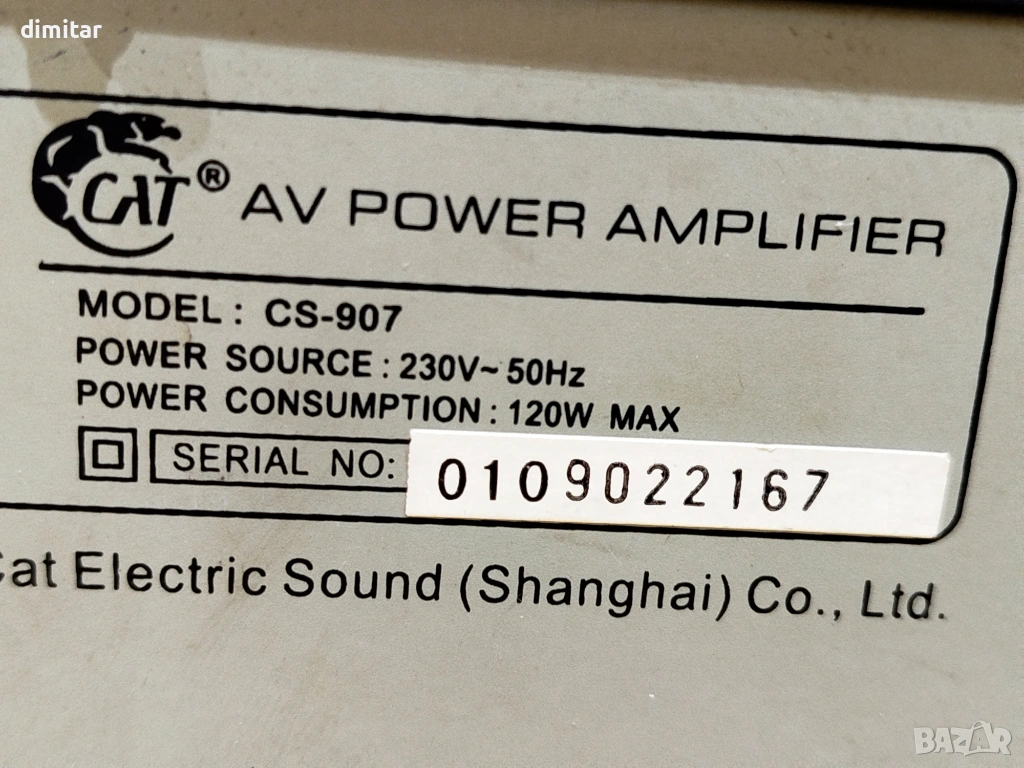 dimitar
CAT® AV POWER AMPLIFIER
MODEL: CS-907
POWER SOURCE: 230V~50Hz
POWER CONSUMPTION: 120W MAX
SERIAL NO: 0109022167
Cat Electric Sound (Shanghai) Co., Ltd.
BAZAR